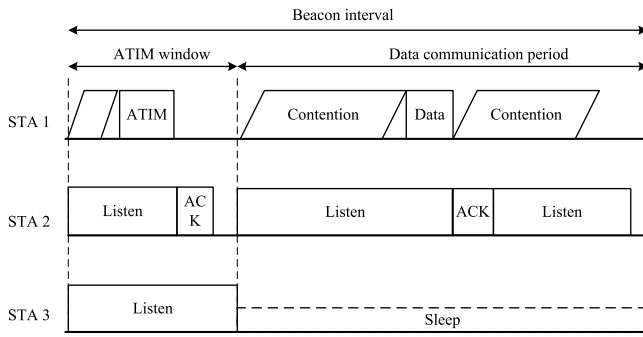 Beacon interval
ATIM window
Data communication period
STA 1
ATIM
Contention
Data
Contention
STA 2
Listen
AC
K
Listen
ACK
Listen
STA 3
Listen
Sleep